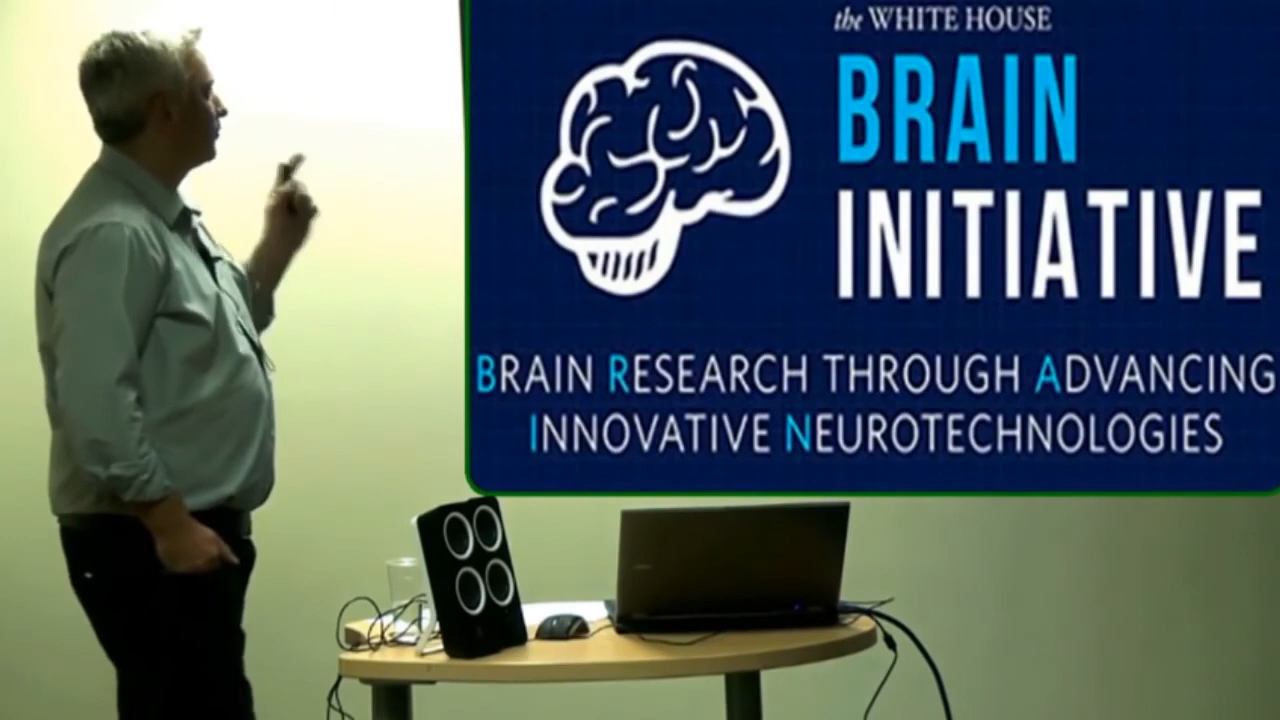 the WHITE HOUSE
BRAIN
INITIATIVE
BRAIN RESEARCH THROUGH ADVANCING
INNOVATIVE NEUROTECHNOLOGIES